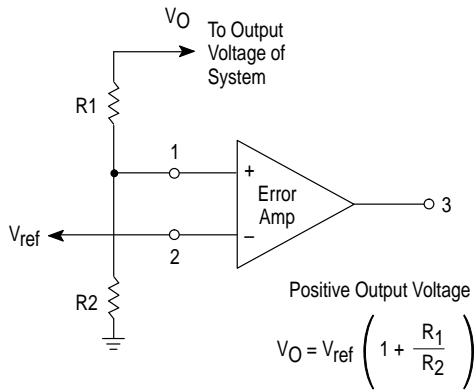 VO
To Output
Voltage of
System
R1
1
+
Error
Amp
3
Vref
–
2
R2
Positive Output Voltage
VO = Vref ( 1 + R1 / R2 )